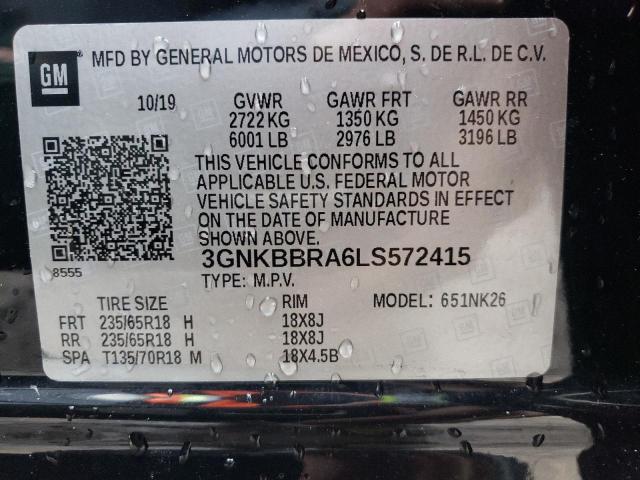 GM
MFD BY GENERAL MOTORS DE MEXICO, S. DE R.L. DE C.V.
10/19 GVWR GAWR FRT GAWR RR
2722 KG 1350 KG 1450 KG
6001 LB 2976 LB 3196 LB
THIS VEHICLE CONFORMS TO ALL
APPLICABLE U.S. FEDERAL MOTOR
VEHICLE SAFETY STANDARDS IN EFFECT
ON THE DATE OF MANUFACTURE
SHOWN ABOVE.
8555
3GNKBBRA6LS572415
TYPE: M.P.V.
TIRE SIZE RIM MODEL: 651NK26
FRT 235/65R18 H 18X8J
RR 235/65R18 H 18X8J
SPA T135/70R18 M 18X4.5B